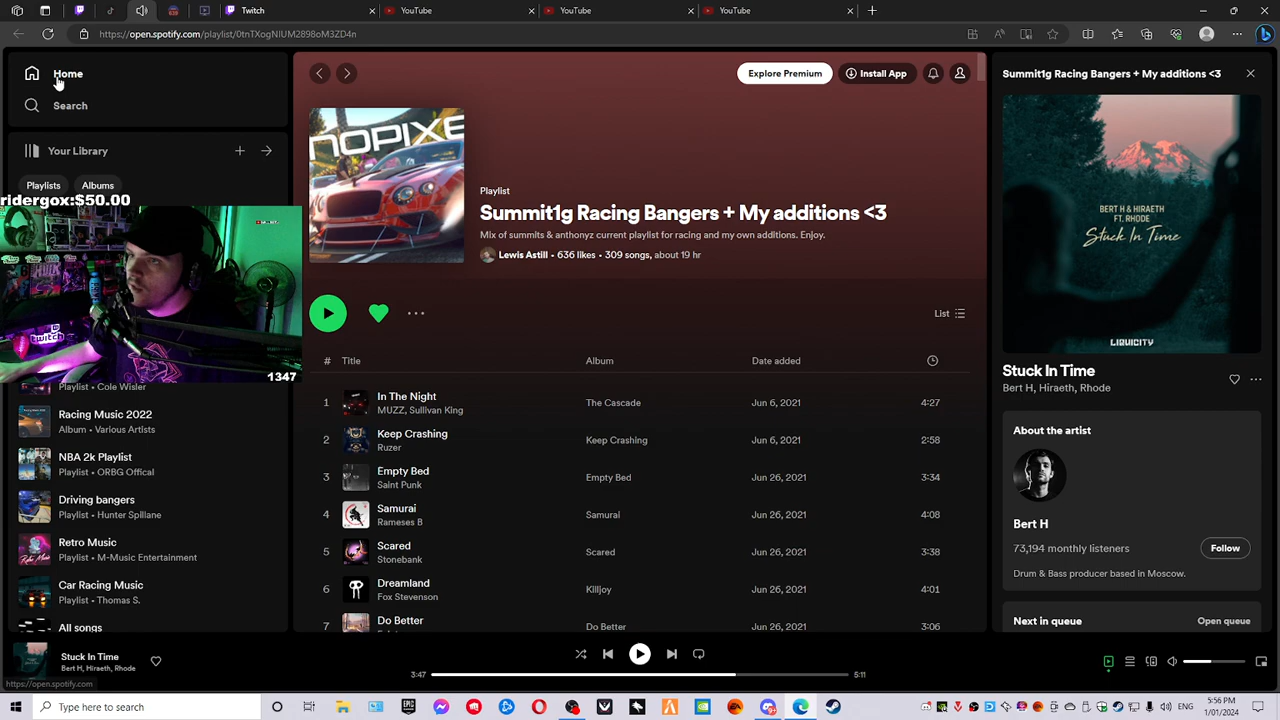 Twitch
YouTube
YouTube
YouTube
https://open.spotify.com/playlist/0tnTXogNIUM2898oM3ZD4n
Home
Search
Your Library
Playlists
Albums
ridergox:$50.00
twitch
1347
Playlist • Cole Wisler
Racing Music 2022
Album • Various Artists
NBA 2k Playlist
Playlist • ORBG Offical
Driving bangers
Playlist • Hunter Spillane
Retro Music
Playlist • M-Music Entertainment
Car Racing Music
Playlist • Thomas S.
All songs
Explore Premium
Install App
NOPIXE
Playlist
Summit1g Racing Bangers + My additions <3
Mix of summits & anthonyz current playlist for racing and my own additions. Enjoy.
Lewis Astill • 636 likes • 309 songs, about 19 hr
List
# Title Album Date added
1 In The Night The Cascade Jun 6, 2021 4:27
MUZZ, Sullivan King
2 Keep Crashing Keep Crashing Jun 6, 2021 2:58
Ruzer
3 Empty Bed Empty Bed Jun 26, 2021 3:34
Saint Punk
4 Samurai Samurai Jun 26, 2021 4:08
Rameses B
5 Scared Scared Jun 26, 2021 3:38
Stonebank
6 Dreamland Killjoy Jun 26, 2021 4:01
Fox Stevenson
7 Do Better Do Better Jun 26, 2021 3:06
Summit1g Racing Bangers + My additions <3
BERT H & HIRAETH
FT. RHODE
Stuck In Time
LIQUICITY
Stuck In Time
Bert H, Hiraeth, Rhode
About the artist
Bert H
73,194 monthly listeners
Follow
Drum & Bass producer based in Moscow.
Next in queue
Open queue
Stuck In Time
Bert H, Hiraeth, Rhode
3:47
5:11
https://open.spotify.com
Type here to search
EPIC
EA
ENG
5:56 PM
1/01/2024